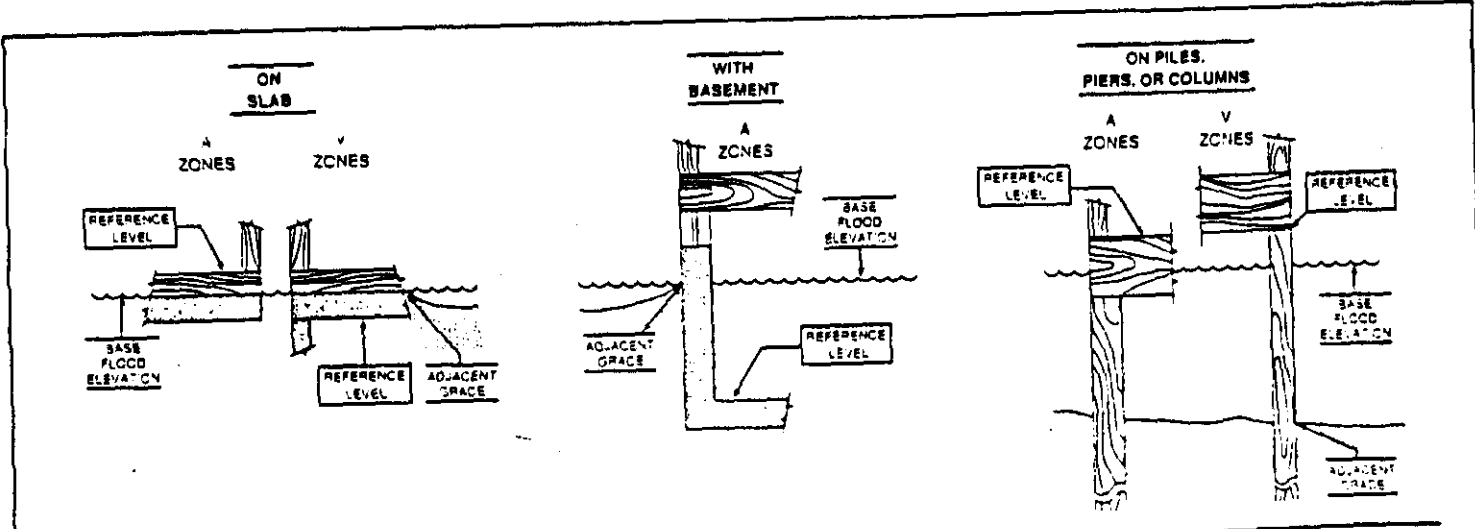 ON
SLAB
A
ZONES
V
ZONES
REFERENCE
LEVEL
BASE
FLOOD
ELEVATION
REFERENCE
LEVEL
ADJACENT
GRADE
WITH
BASEMENT
A
ZONES
BASE
FLOOD
ELEVATION
ADJACENT
GRADE
REFERENCE
LEVEL
ON PILES,
PIERS, OR COLUMNS
A
ZONES
V
ZONES
REFERENCE
LEVEL
REFERENCE
LEVEL
BASE
FLOOD
ELEVATION
ADJACENT
GRADE